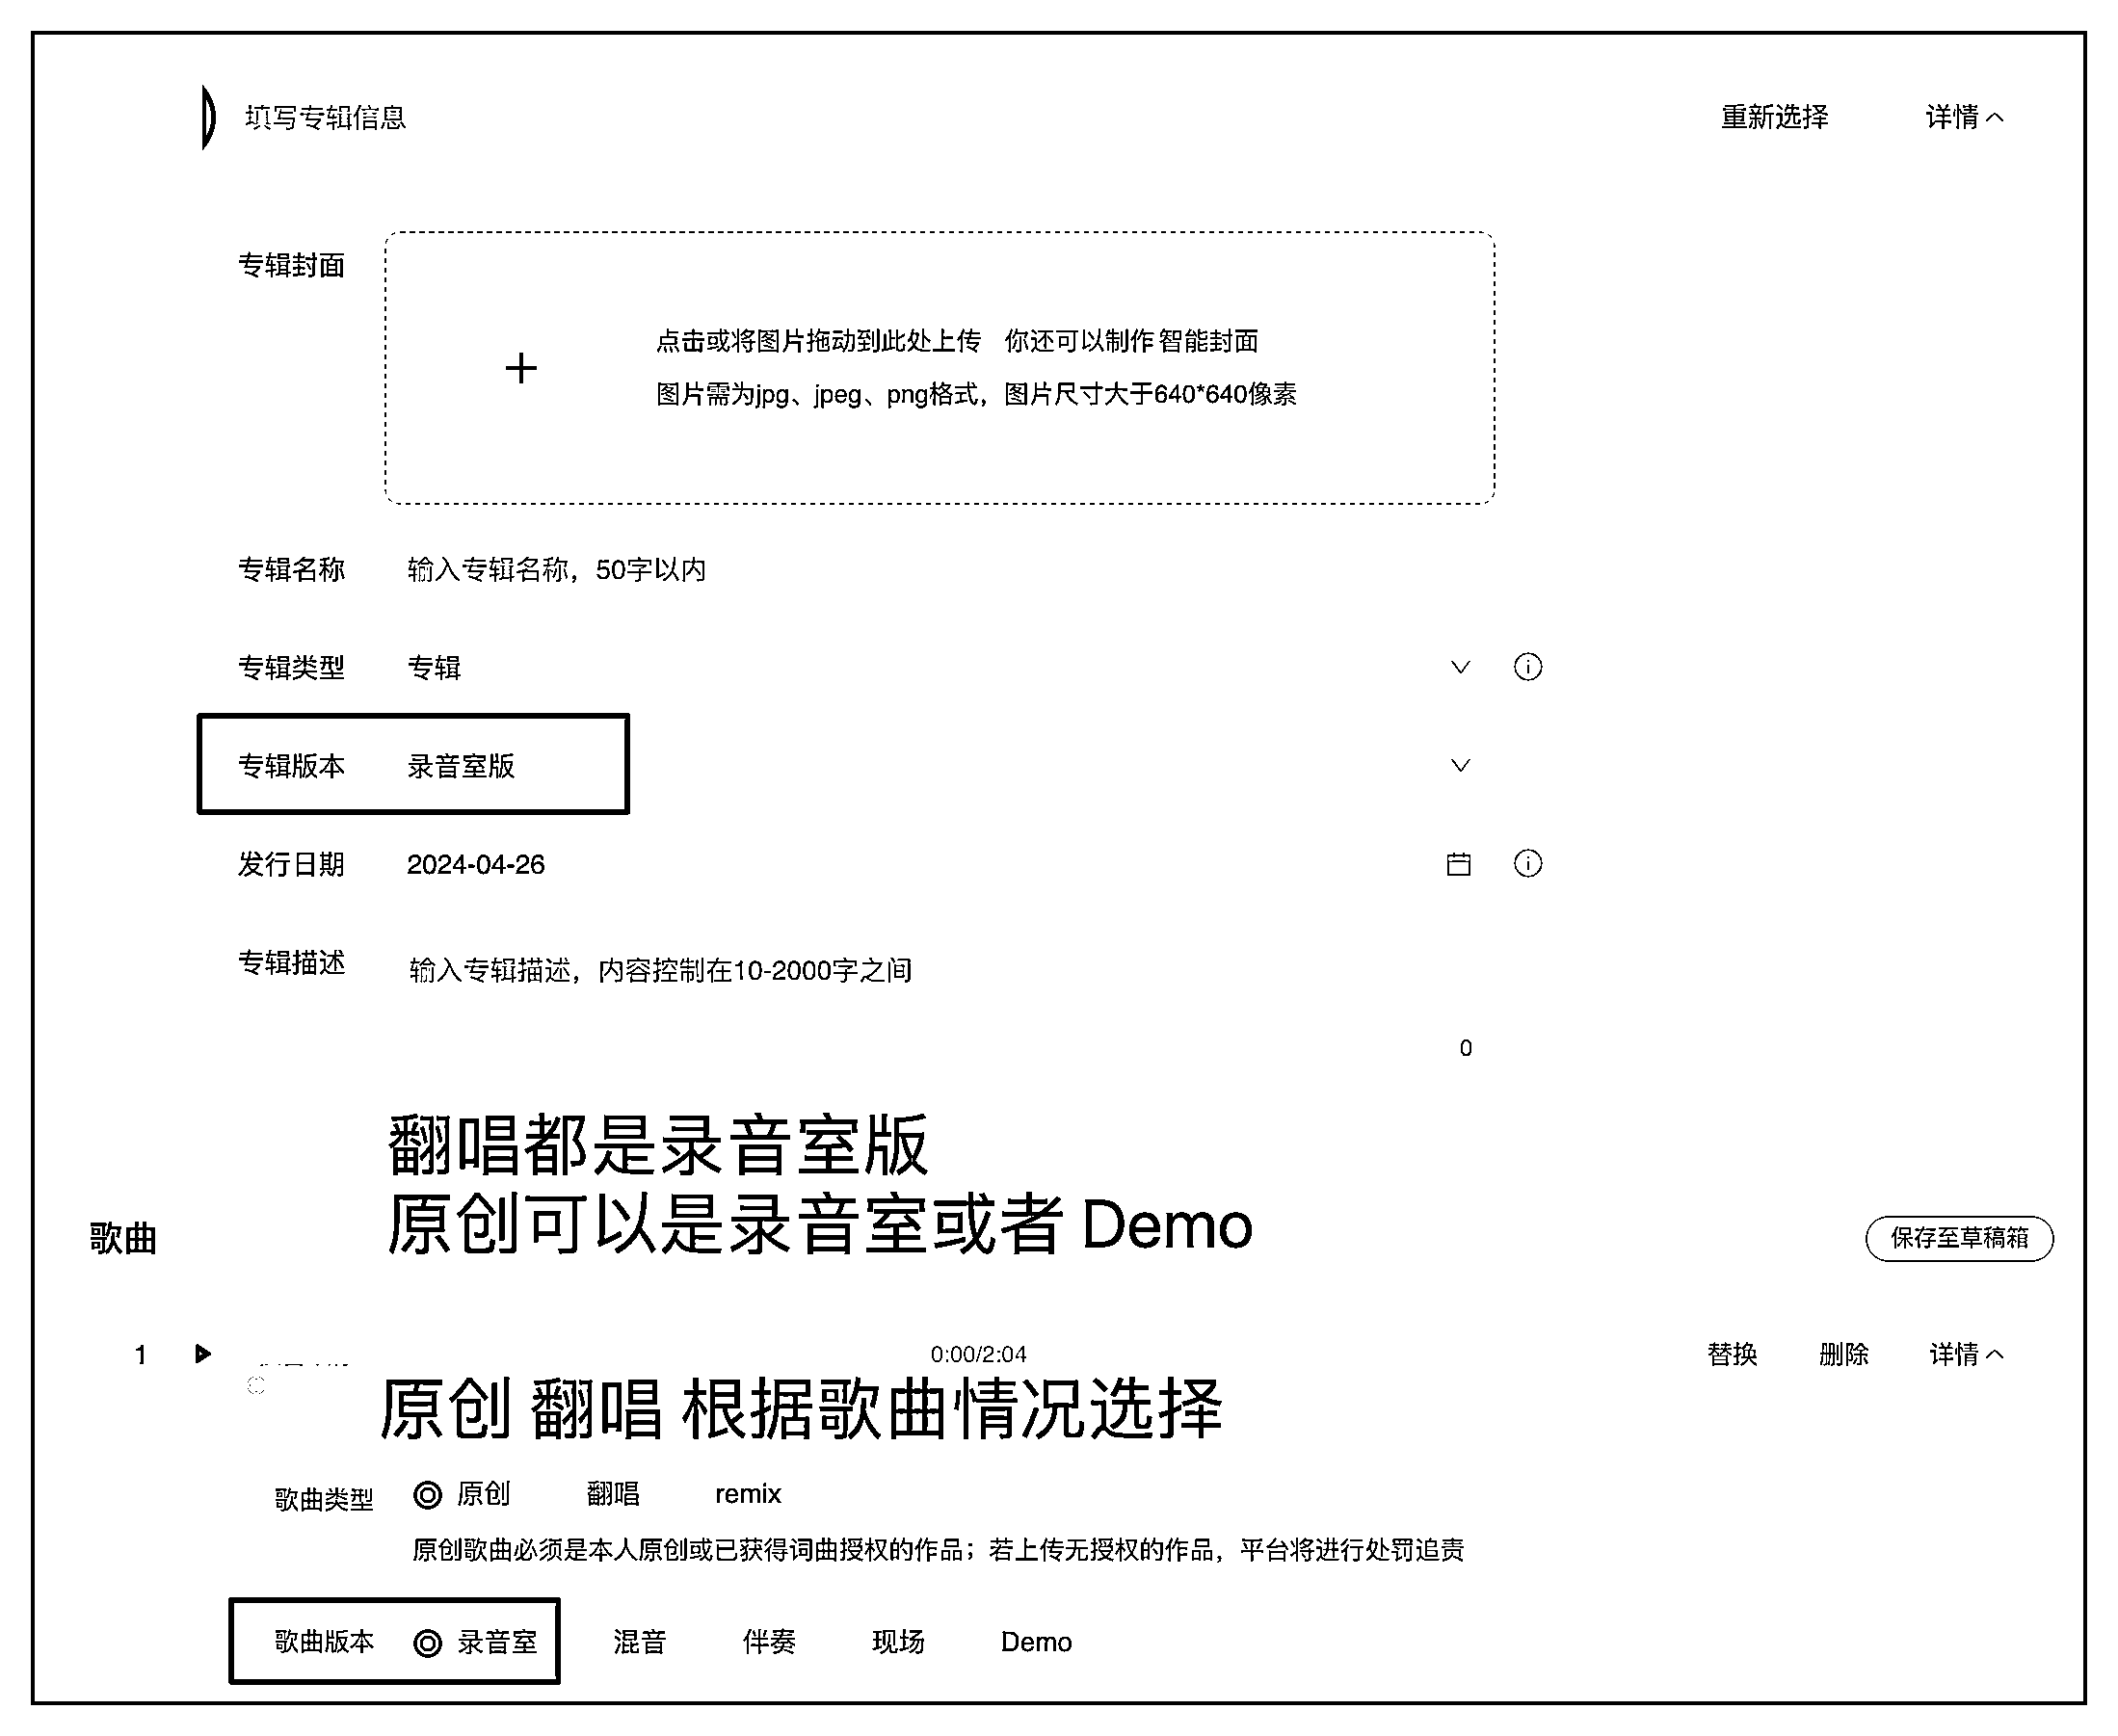 填写专辑信息 重新选择 详情
专辑封面
点击或将图片拖动到此处上传 你还可以制作 智能封面
图片需为jpg、jpeg、png格式，图片尺寸大于640*640像素
专辑名称 输入专辑名称，50字以内
专辑类型 专辑
专辑版本 录音室版
发行日期 2024-04-26
专辑描述 输入专辑描述，内容控制在10-2000字之间
0
翻唱都是录音室版
原创可以是录音室或者 Demo
歌曲 保存至草稿箱
1 0:00/2:04 替换 删除 详情
原创 翻唱 根据歌曲情况选择
歌曲类型 原创 翻唱 remix
原创歌曲必须是本人原创或已获得词曲授权的作品；若上传无授权的作品，平台将进行处罚追责
歌曲版本 录音室 混音 伴奏 现场 Demo